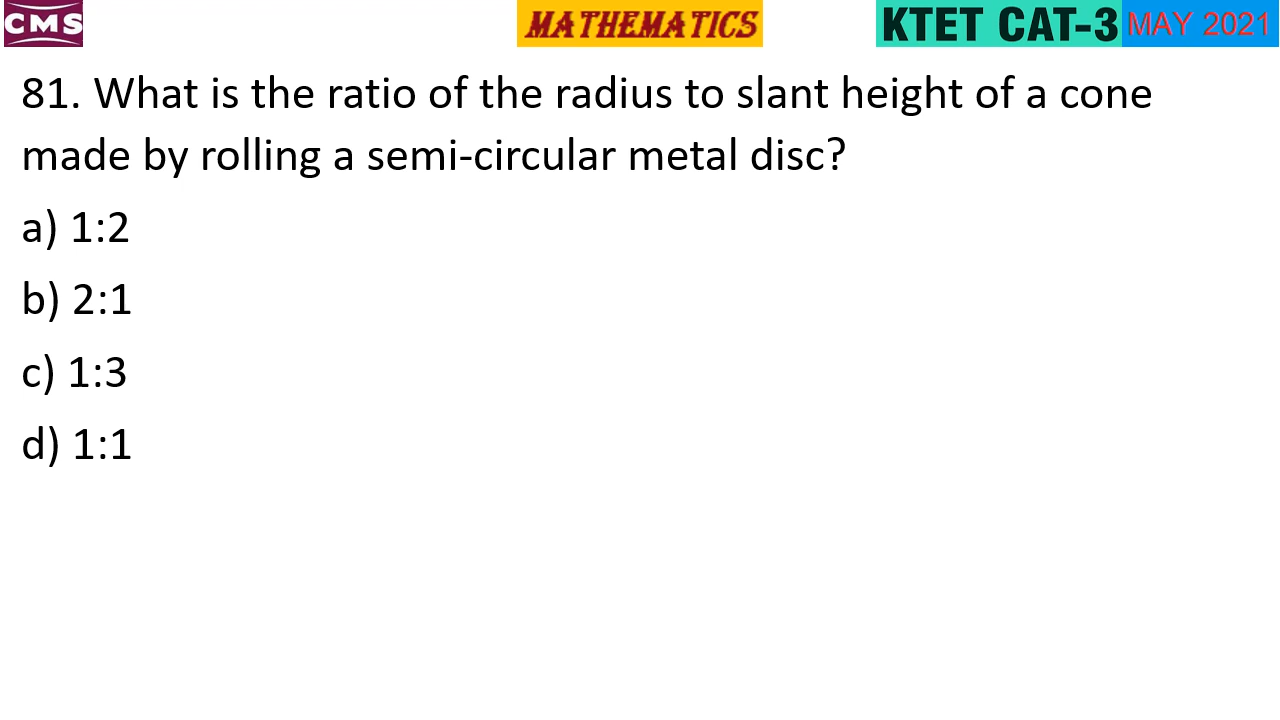 CMS
MATHEMATICS
KTET CAT-3 MAY 2021
81. What is the ratio of the radius to slant height of a cone
made by rolling a semi-circular metal disc?
a) 1:2
b) 2:1
c) 1:3
d) 1:1